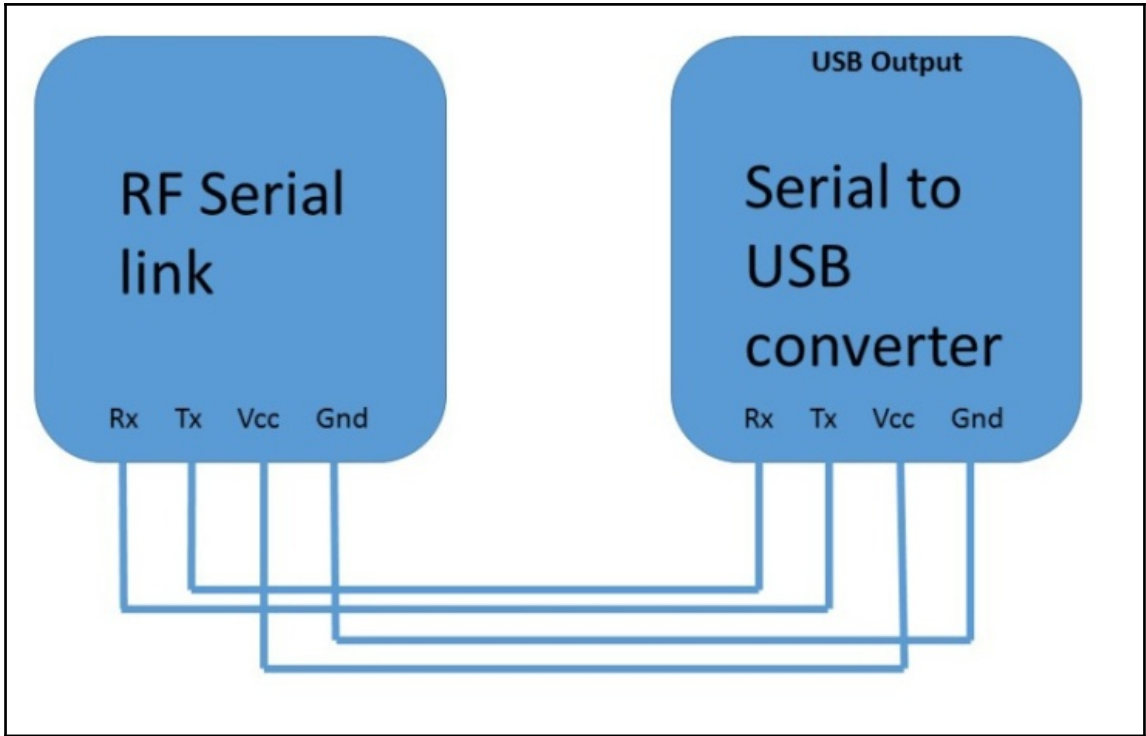 RF Serial
link
Rx Tx Vcc Gnd
USB Output
Serial to
USB
converter
Rx Tx Vcc Gnd